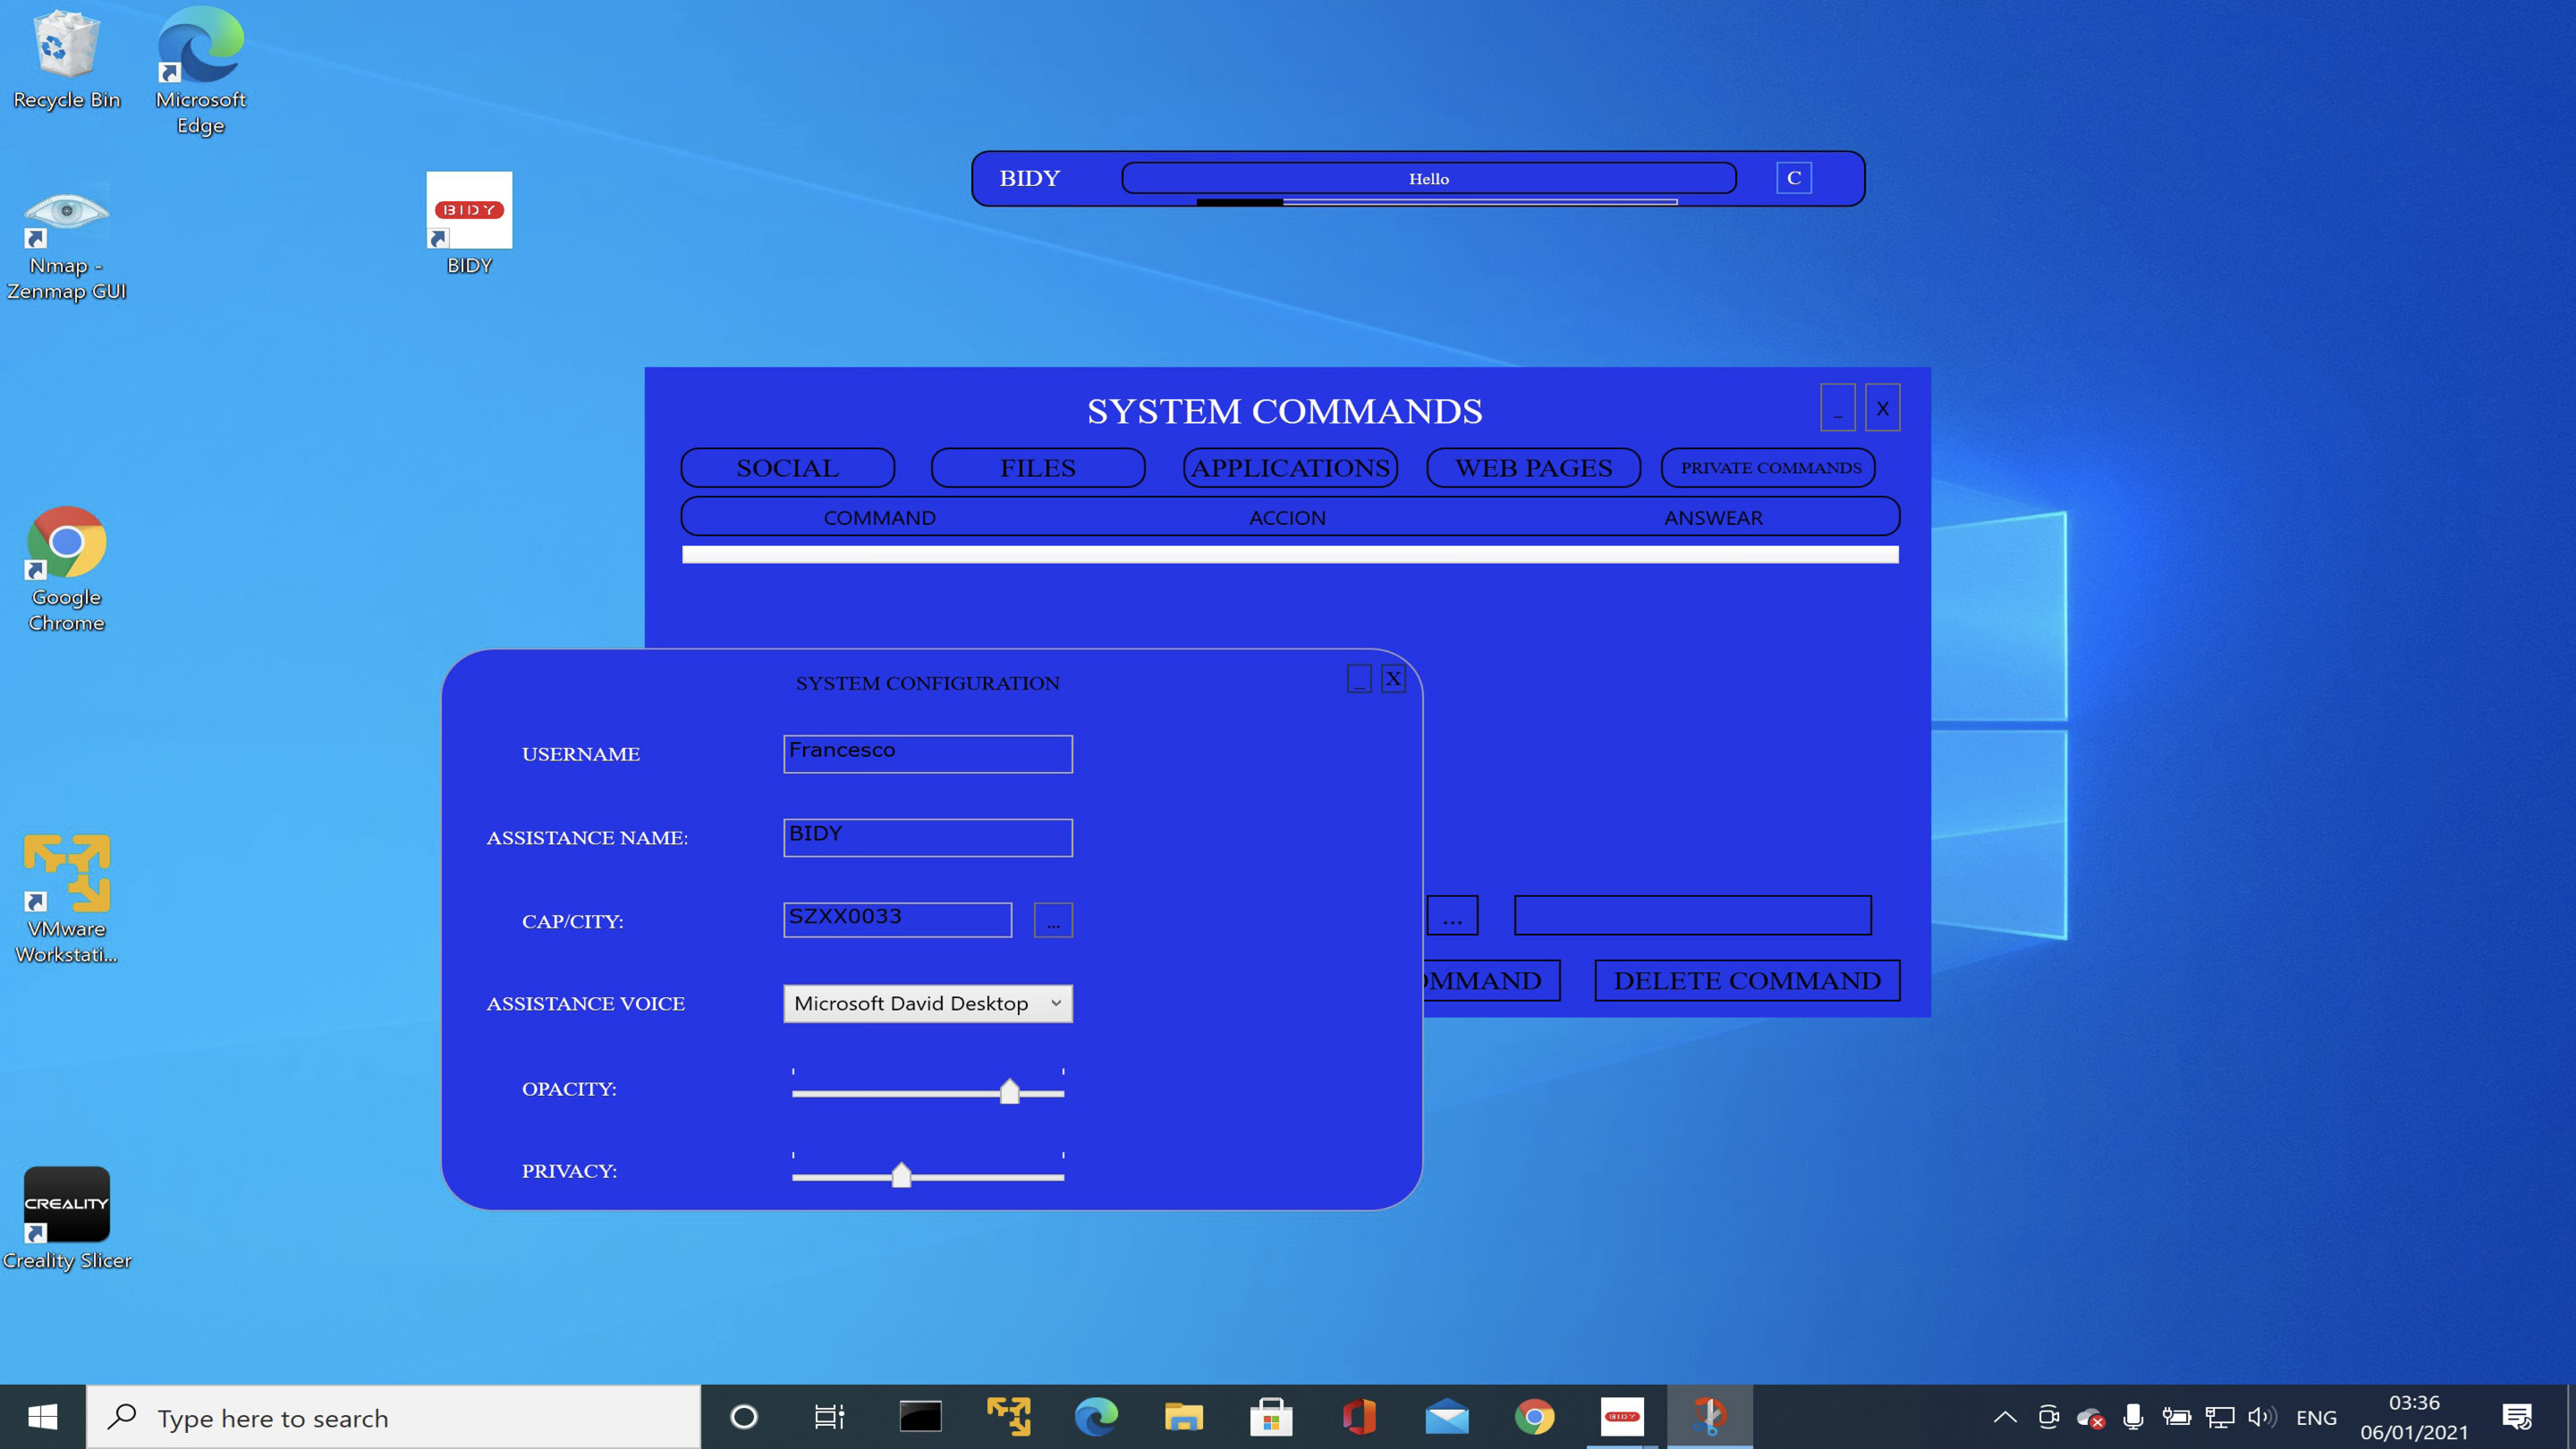 Recycle Bin
Microsoft
Edge
Nmap -
Zenmap GUI
BIDY
BIDY
Google
Chrome
VMware
Workstati...
CREALITY
Creality Slicer
BIDY
Hello
C
SYSTEM COMMANDS
_
X
SOCIAL
FILES
APPLICATIONS
WEB PAGES
PRIVATE COMMANDS
COMMAND
ACCION
ANSWEAR
...
OMMAND
DELETE COMMAND
SYSTEM CONFIGURATION
_
X
USERNAME
Francesco
ASSISTANCE NAME:
BIDY
CAP/CITY:
SZXX0033
...
ASSISTANCE VOICE
Microsoft David Desktop
OPACITY:
PRIVACY:
Type here to search
BIDY
ENG
03:36
06/01/2021